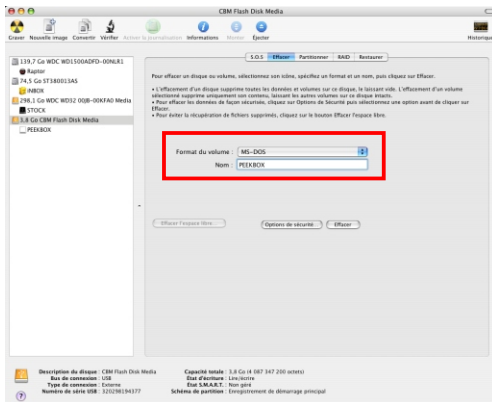 CBM Flash Disk Media
Graver Nouvelle image Convertir Vérifier Activer la journalisation Informations Monter Éjecter Historique
S.O.S Effacer Partitionner RAID Restaurer
139,7 Go WDC WD1500ADFD-00NLR1
Raptor
74,5 Go ST380013AS
INBOX
298,1 Go WDC WD32 00JB-00KFA0 Media
STOCK
3,8 Go CBM Flash Disk Media
PEEKBOX
Pour effacer un disque ou volume, sélectionnez son icône, spécifiez un format et un nom, puis cliquez sur Effacer.
• L'effacement d'un disque supprime toutes les données et volumes sur ce disque, le laissant vide. L'effacement d'un volume
sélectionné supprime uniquement son contenu, laissant les autres volumes sur ce disque intacts.
• Pour effacer les données de façon sécurisée, cliquez sur Options de Sécurité puis sélectionnez une option avant de cliquer sur
Effacer.
• Pour éviter la récupération de fichiers supprimés, cliquez sur le bouton Effacer l'espace libre.
Format du volume : MS-DOS
Nom : PEEKBOX
Effacer l'espace libre... Options de sécurité Effacer
Description du disque : CBM Flash Disk Media
Bus de connexion : USB
Type de connexion : Externe
Numéro de série USB : 320298194377
Capacité totale : 3,8 Go (4 087 347 200 octets)
État d'écriture : Lire/écrire
État S.M.A.R.T. : Non géré
Schéma de partition : Enregistrement de démarrage principal